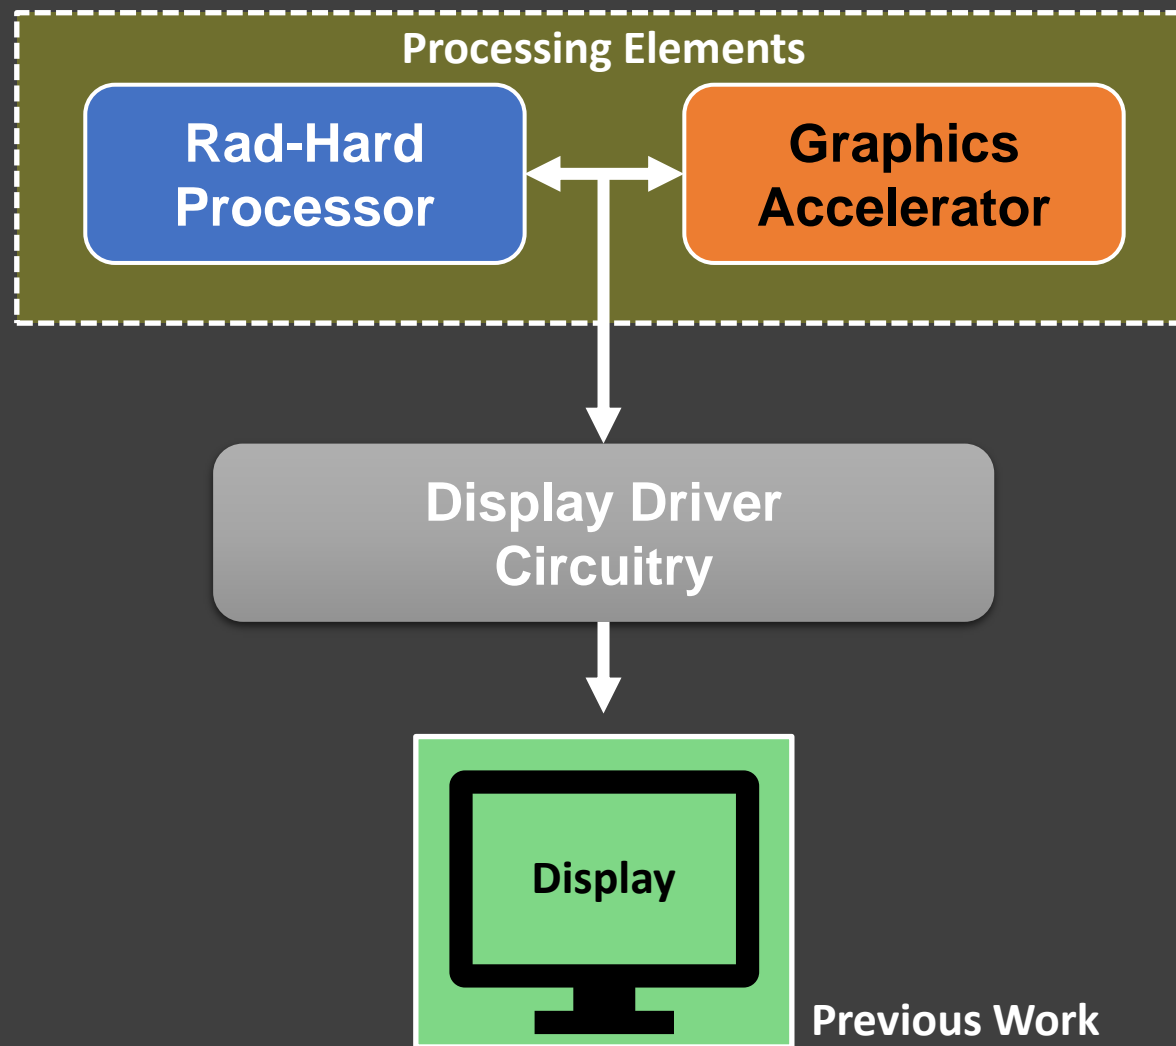 Processing Elements
Rad-Hard
Processor
Graphics
Accelerator
Display Driver
Circuitry
Display
Previous Work